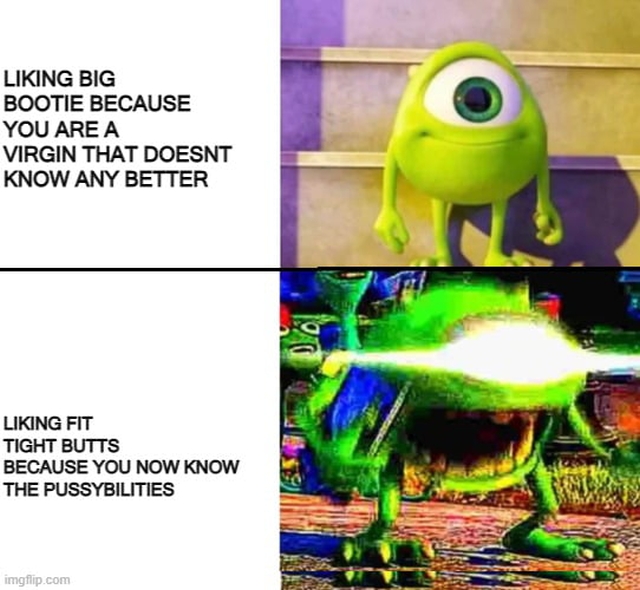 LIKING BIG
BOOTIE BECAUSE
YOU ARE A
VIRGIN THAT DOESNT
KNOW ANY BETTER
LIKING FIT
TIGHT BUTTS
BECAUSE YOU NOW KNOW
THE PUSSYBILITIES
imgflip.com